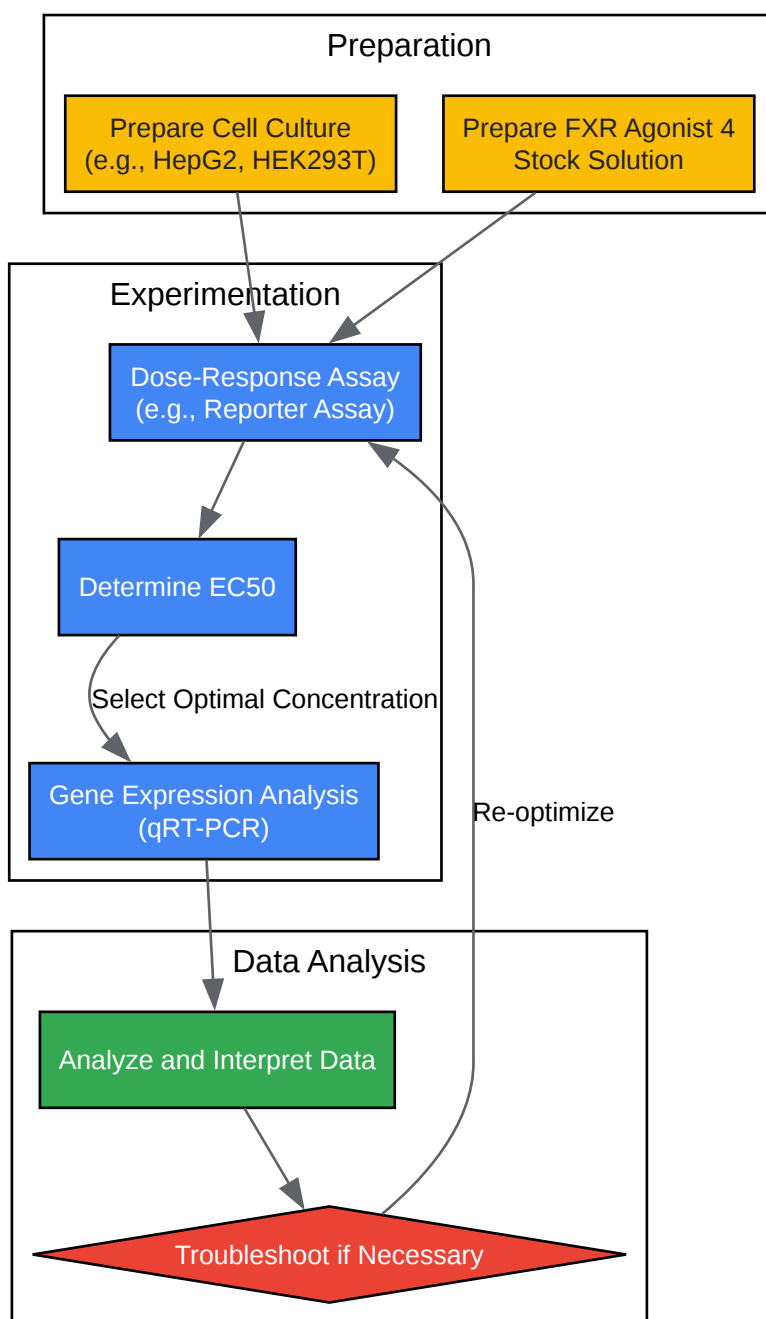 Preparation
Prepare Cell Culture
(e.g., HepG2, HEK293T)
Prepare FXR Agonist 4
Stock Solution
Experimentation
Dose-Response Assay
(e.g., Reporter Assay)
Determine EC50
Select Optimal Concentration
Gene Expression Analysis
(qRT-PCR)
Re-optimize
Data Analysis
Analyze and Interpret Data
Troubleshoot if Necessary